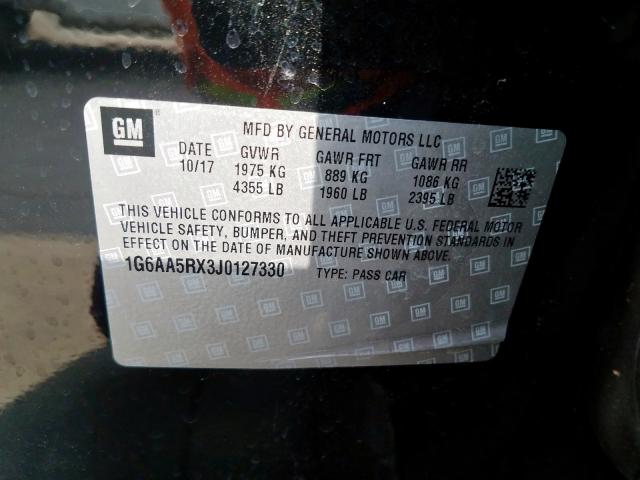 GM
MFD BY GENERAL MOTORS LLC
DATE GVWR GAWR FRT GAWR RR
10/17 1975 KG 889 KG 1086 KG
4355 LB 1960 LB 2395 LB
THIS VEHICLE CONFORMS TO ALL APPLICABLE U.S. FEDERAL MOTOR
VEHICLE SAFETY, BUMPER, AND THEFT PREVENTION STANDARDS IN
EFFECT ON THE DATE OF MANUFACTURE SHOWN ABOVE.
1G6AA5RX3J0127330 TYPE: PASS CAR